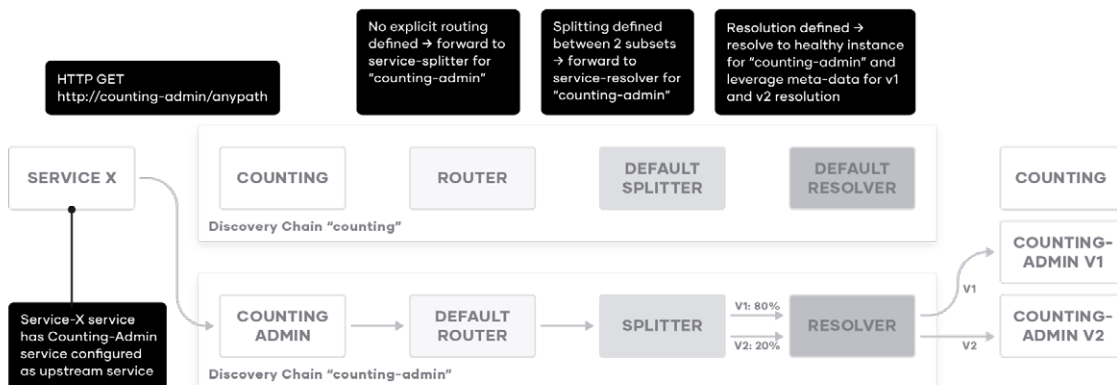 No explicit routing
defined → forward to
service-splitter for
“counting-admin”
Splitting defined
between 2 subsets
→ forward to
service-resolver for
“counting-admin”
Resolution defined →
resolve to healthy instance
for “counting-admin” and
leverage meta-data for v1
and v2 resolution
HTTP GET
http://counting-admin/anypath
SERVICE X
COUNTING
ROUTER
DEFAULT
SPLITTER
DEFAULT
RESOLVER
COUNTING
Discovery Chain “counting”
COUNTING-
ADMIN V1
V1
Service-X service
has Counting-Admin
service configured
as upstream service
COUNTING
ADMIN
DEFAULT
ROUTER
SPLITTER
V1: 80%
V2: 20%
RESOLVER
V2
COUNTING-
ADMIN V2
Discovery Chain “counting-admin”